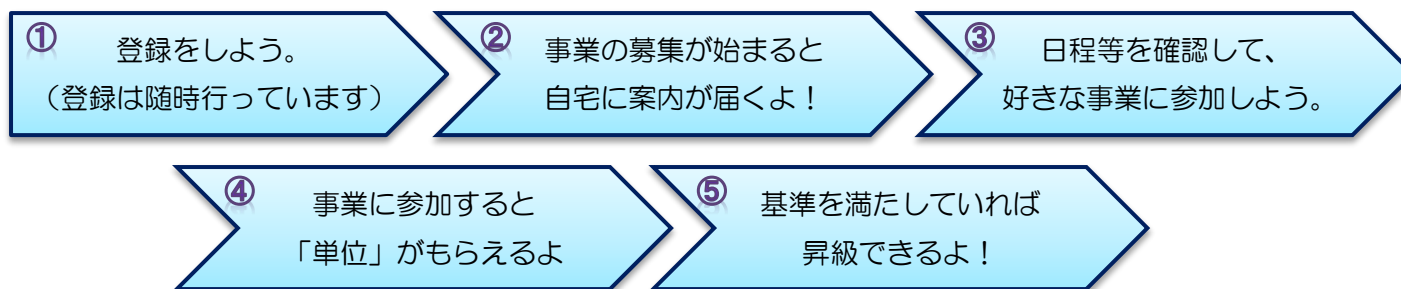 ①
登録をしよう。
（登録は随時行っています）
②
事業の募集が始まると
自宅に案内が届くよ！
③
日程等を確認して、
好きな事業に参加しよう。
④
事業に参加すると
「単位」がもらえるよ
⑤
基準を満たしていれば
昇級できるよ！